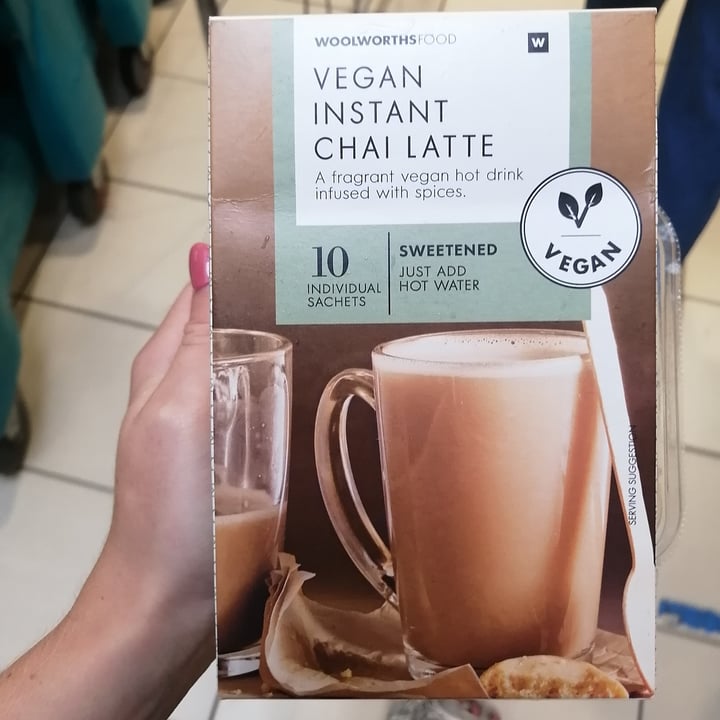 WOOLWORTHSFOOD
W
VEGAN
INSTANT
CHAI LATTE
A fragrant vegan hot drink
infused with spices.
10
INDIVIDUAL
SACHETS
SWEETENED
JUST ADD
HOT WATER
VEGAN
SERVING SUGGESTION